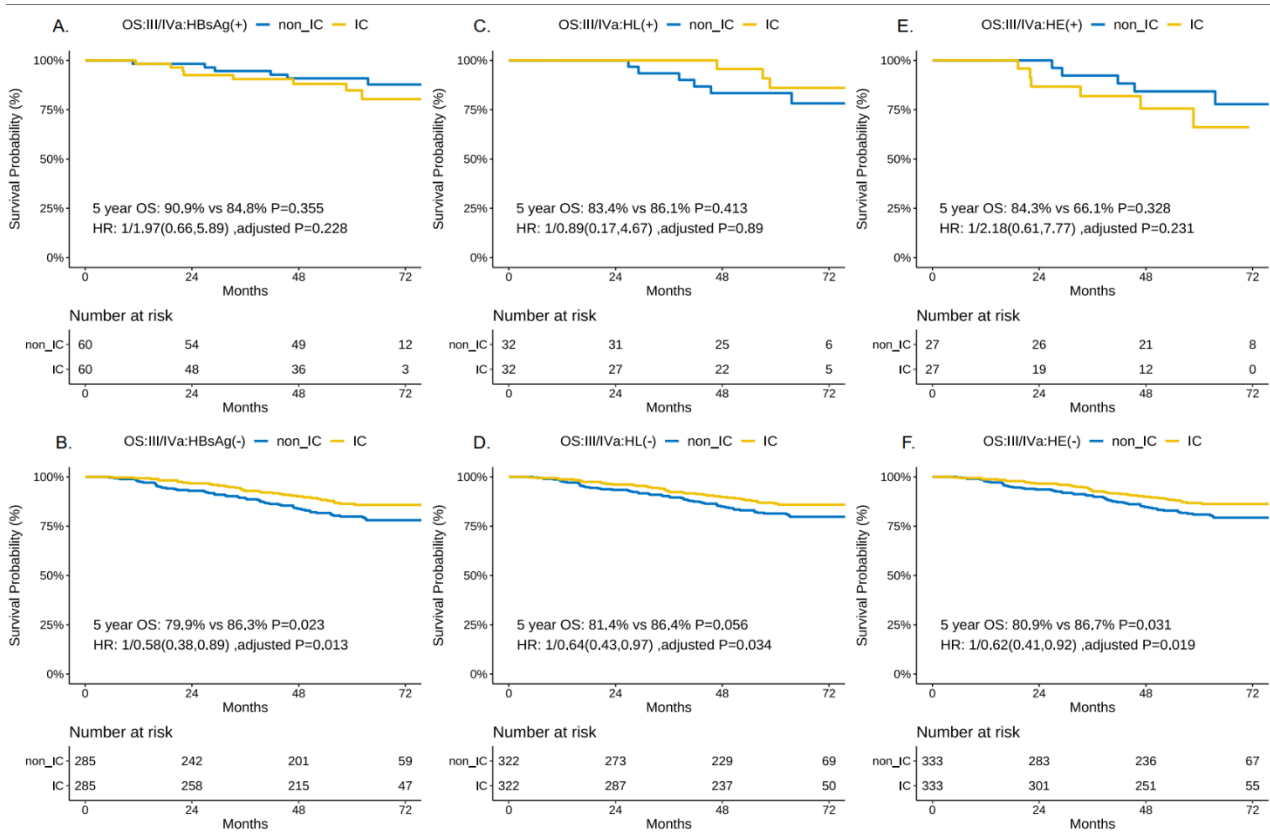 A. OS:III/IVa:HBsAg(+) non_IC IC
Survival Probability (%)
100%
75%
50%
25%
0%
5 year OS: 90.9% vs 84.8% P=0.355
HR: 1/1.97(0.66,5.89) ,adjusted P=0.228
0 24 48 72
Months
Number at risk
non_IC 60 54 49 12
IC 60 48 36 3
0 24 48 72
Months
C. OS:III/IVa:HL(+) non_IC IC
Survival Probability (%)
100%
75%
50%
25%
0%
5 year OS: 83.4% vs 86.1% P=0.413
HR: 1/0.89(0.17,4.67) ,adjusted P=0.89
0 24 48 72
Months
Number at risk
non_IC 32 31 25 6
IC 32 27 22 5
0 24 48 72
Months
E. OS:III/IVa:HE(+) non_IC IC
Survival Probability (%)
100%
75%
50%
25%
0%
5 year OS: 84.3% vs 66.1% P=0.328
HR: 1/2.18(0.61,7.77) ,adjusted P=0.231
0 24 48 72
Months
Number at risk
non_IC 27 26 21 8
IC 27 19 12 0
0 24 48 72
Months
B. OS:III/IVa:HBsAg(-) non_IC IC
Survival Probability (%)
100%
75%
50%
25%
0%
5 year OS: 79.9% vs 86.3% P=0.023
HR: 1/0.58(0.38,0.89) ,adjusted P=0.013
0 24 48 72
Months
Number at risk
non_IC 285 242 201 59
IC 285 258 215 47
0 24 48 72
Months
D. OS:III/IVa:HL(-) non_IC IC
Survival Probability (%)
100%
75%
50%
25%
0%
5 year OS: 81.4% vs 86.4% P=0.056
HR: 1/0.64(0.43,0.97) ,adjusted P=0.034
0 24 48 72
Months
Number at risk
non_IC 322 273 229 69
IC 322 287 237 50
0 24 48 72
Months
F. OS:III/IVa:HE(-) non_IC IC
Survival Probability (%)
100%
75%
50%
25%
0%
5 year OS: 80.9% vs 86.7% P=0.031
HR: 1/0.62(0.41,0.92) ,adjusted P=0.019
0 24 48 72
Months
Number at risk
non_IC 333 283 236 67
IC 333 301 251 55
0 24 48 72
Months